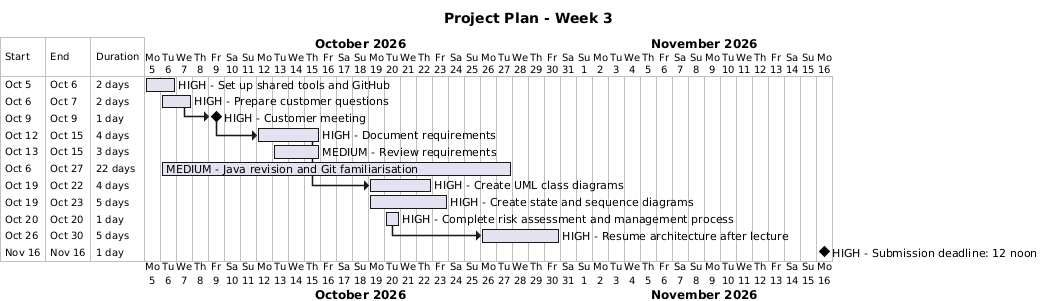 Project Plan - Week 3
October 2026 November 2026
Start End Duration Mo Tu We Th Fr Sa Su Mo Tu We Th Fr Sa Su Mo Tu We Th Fr Sa Su Mo Tu We Th Fr Sa Su Mo Tu We Th Fr Sa Su Mo Tu We Th Fr Sa Su Mo
5 6 7 8 9 10 11 12 13 14 15 16 17 18 19 20 21 22 23 24 25 26 27 28 29 30 31 1 2 3 4 5 6 7 8 9 10 11 12 13 14 15 16
Oct 5 Oct 6 2 days HIGH - Set up shared tools and GitHub
Oct 6 Oct 7 2 days HIGH - Prepare customer questions
Oct 9 Oct 9 1 day HIGH - Customer meeting
Oct 12 Oct 15 4 days HIGH - Document requirements
Oct 13 Oct 15 3 days MEDIUM - Review requirements
Oct 6 Oct 27 22 days MEDIUM - Java revision and Git familiarisation
Oct 19 Oct 22 4 days HIGH - Create UML class diagrams
Oct 19 Oct 23 5 days HIGH - Create state and sequence diagrams
Oct 20 Oct 20 1 day HIGH - Complete risk assessment and management process
Oct 26 Oct 30 5 days HIGH - Resume architecture after lecture
Nov 16 Nov 16 1 day HIGH - Submission deadline: 12 noon
Mo Tu We Th Fr Sa Su Mo Tu We Th Fr Sa Su Mo Tu We Th Fr Sa Su Mo Tu We Th Fr Sa Su Mo Tu We Th Fr Sa Su Mo Tu We Th Fr Sa Su Mo
5 6 7 8 9 10 11 12 13 14 15 16 17 18 19 20 21 22 23 24 25 26 27 28 29 30 31 1 2 3 4 5 6 7 8 9 10 11 12 13 14 15 16
October 2026 November 2026